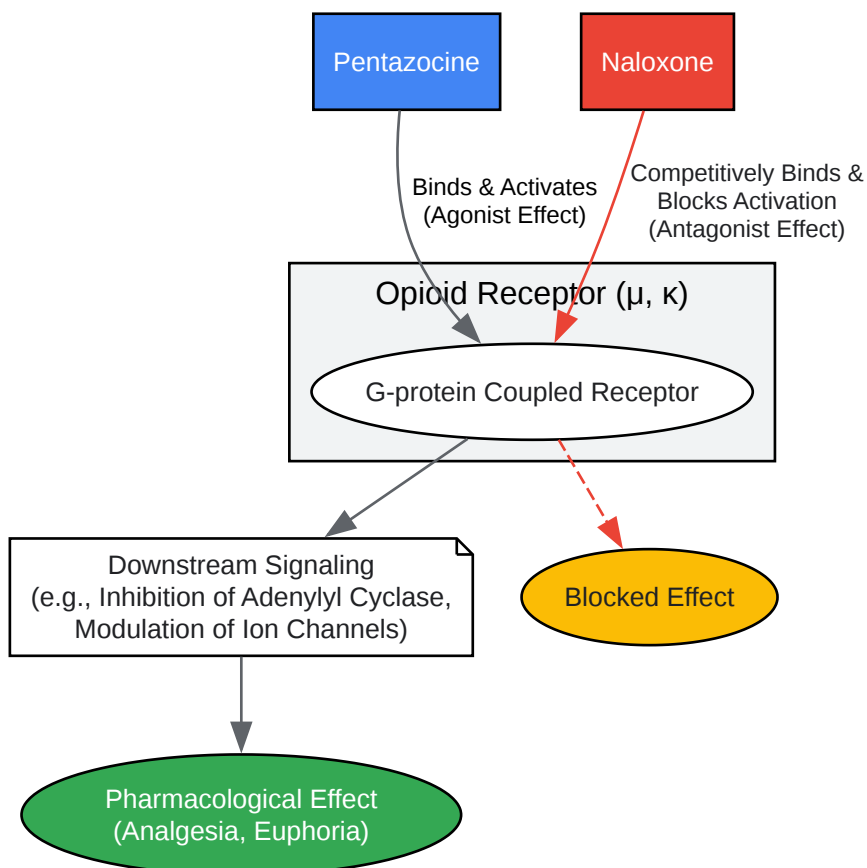 Pentazocine
Naloxone
Binds & Activates
(Agonist Effect)
Competitively Binds &
Blocks Activation
(Antagonist Effect)
Opioid Receptor (μ, κ)
G-protein Coupled Receptor
Downstream Signaling
(e.g., Inhibition of Adenylyl Cyclase,
Modulation of Ion Channels)
Blocked Effect
Pharmacological Effect
(Analgesia, Euphoria)